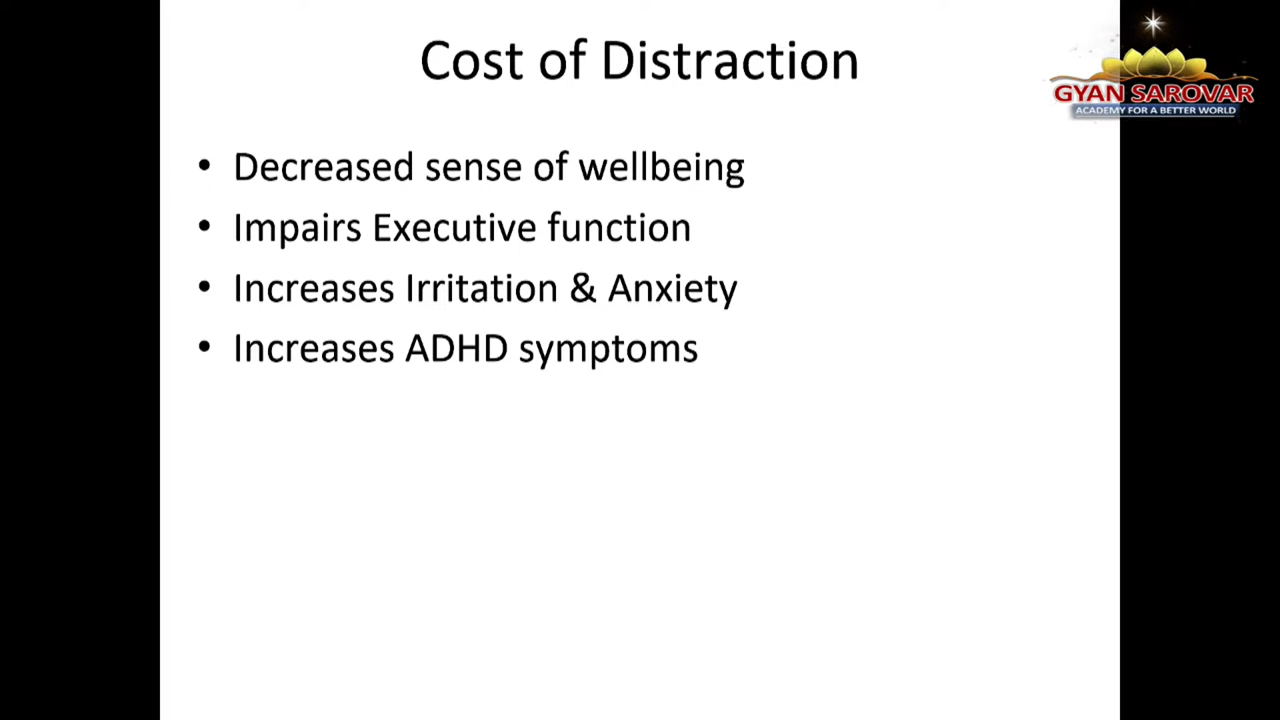 Cost of Distraction
GYAN SAROVAR
ACADEMY FOR A BETTER WORLD
• Decreased sense of wellbeing
• Impairs Executive function
• Increases Irritation & Anxiety
• Increases ADHD symptoms